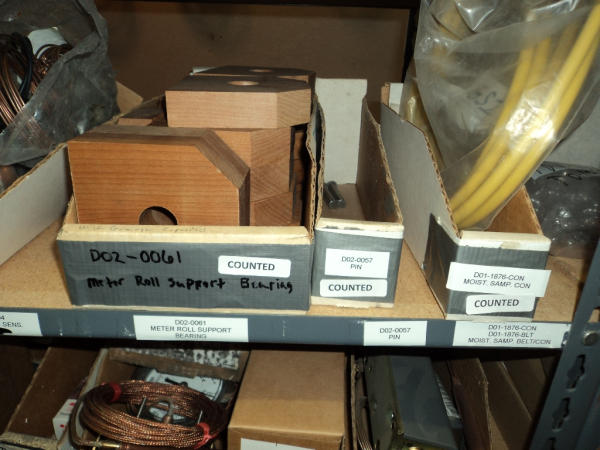 D02-0061
COUNTED
Meter Roll Support Bearing
D02-0057
PIN
COUNTED
D01-1876-CON
MOIST. SAMP. CON
COUNTED
SENS.
D02-0061
METER ROLL SUPPORT
BEARING
D02-0057
PIN
D01-1876-CON
D01-1876-BLT
MOIST. SAMP. BELT/CON